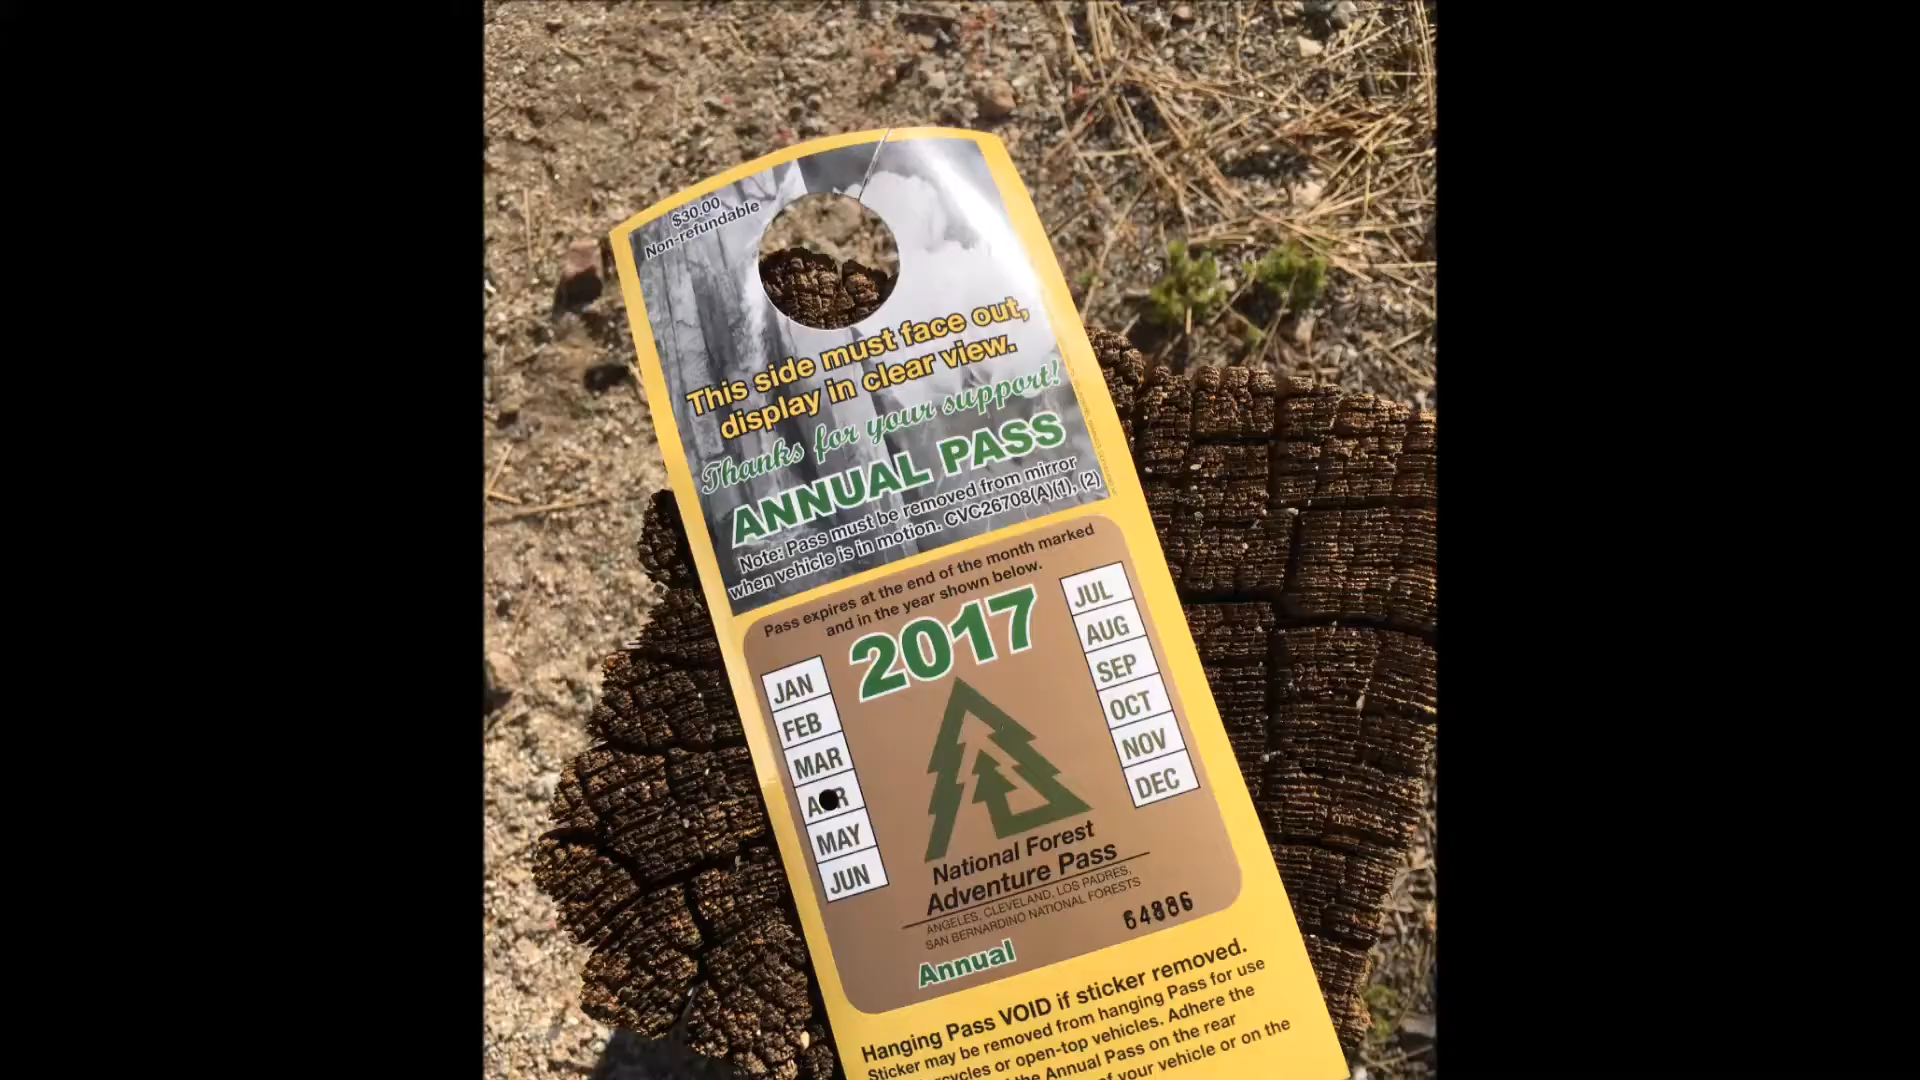 $30.00
Non-refundable
This side must face out,
display in clear view.
Thanks for your support!
ANNUAL PASS
Note: Pass must be removed from mirror
when vehicle is in motion. CVC26708(A)(1), (2)
Pass expires at the end of the month marked
and in the year shown below.
2017
JAN
FEB
MAR
MAY
JUN
JUL
AUG
SEP
OCT
NOV
DEC
National Forest
Adventure Pass
ANGELES, CLEVELAND, LOS PADRES,
SAN BERNARDINO NATIONAL FORESTS
64886
Annual
Hanging Pass VOID if sticker removed.
Sticker may be removed from hanging Pass for use
or open-top vehicles. Adhere the
the Annual Pass on the rear
of your vehicle or on the